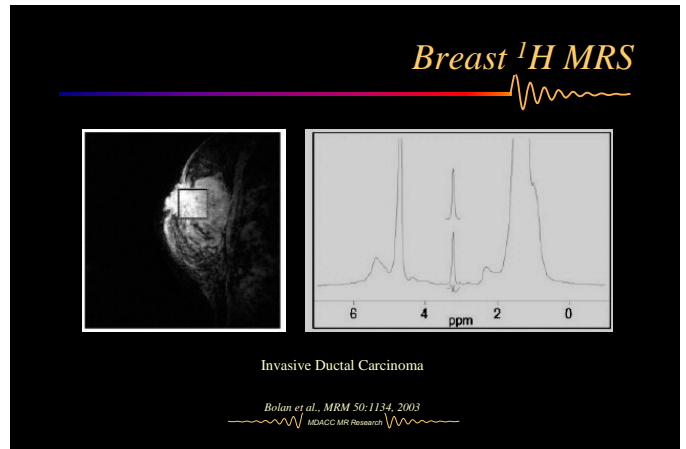 Breast ¹H MRS
6 4 2 0
ppm
Invasive Ductal Carcinoma
Bolan et al., MRM 50:1134, 2003
MDACC MR Research